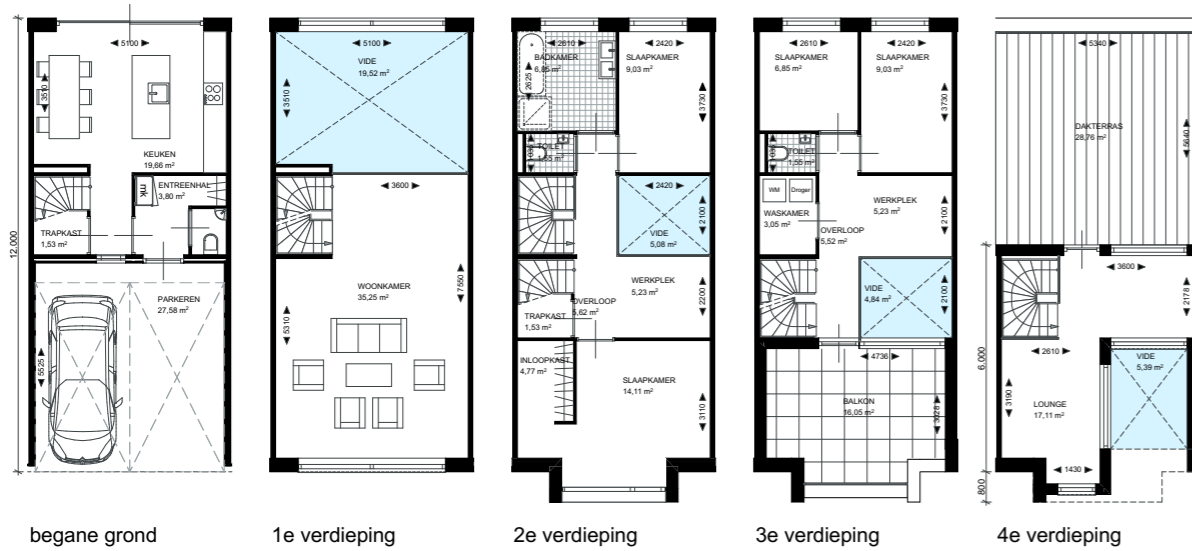 5100
3510
KEUKEN
19,66 m²
mk
ENTREEHAL
3,80 m²
TRAPKAST
1,53 m²
12.000
PARKEREN
27,58 m²
5525
begane grond
5100
VIDE
19,52 m²
3510
3600
WOONKAMER
35,25 m²
7550
5310
1e verdieping
2610
BADKAMER
6,85 m²
2625
2420
SLAAPKAMER
9,03 m²
3730
TOILET
1,55 m²
1035
2420
2100
VIDE
5,08 m²
WERKPLEK
5,23 m²
2200
OVERLOOP
5,62 m²
TRAPKAST
1,53 m²
INLOOPKAST
4,77 m²
SLAAPKAMER
14,11 m²
3110
2e verdieping
2610
SLAAPKAMER
6,85 m²
2420
SLAAPKAMER
9,03 m²
3730
TOILET
1,55 m²
WM
Droger
WASKAMER
3,05 m²
WERKPLEK
5,23 m²
2100
OVERLOOP
5,52 m²
VIDE
4,84 m²
2100
4736
BALKON
16,05 m²
3028
3e verdieping
5340
DAKTERRAS
28,76 m²
5640
3600
2178
6.000
2610
VIDE
5,39 m²
3190
LOUNGE
17,11 m²
1430
800
4e verdieping